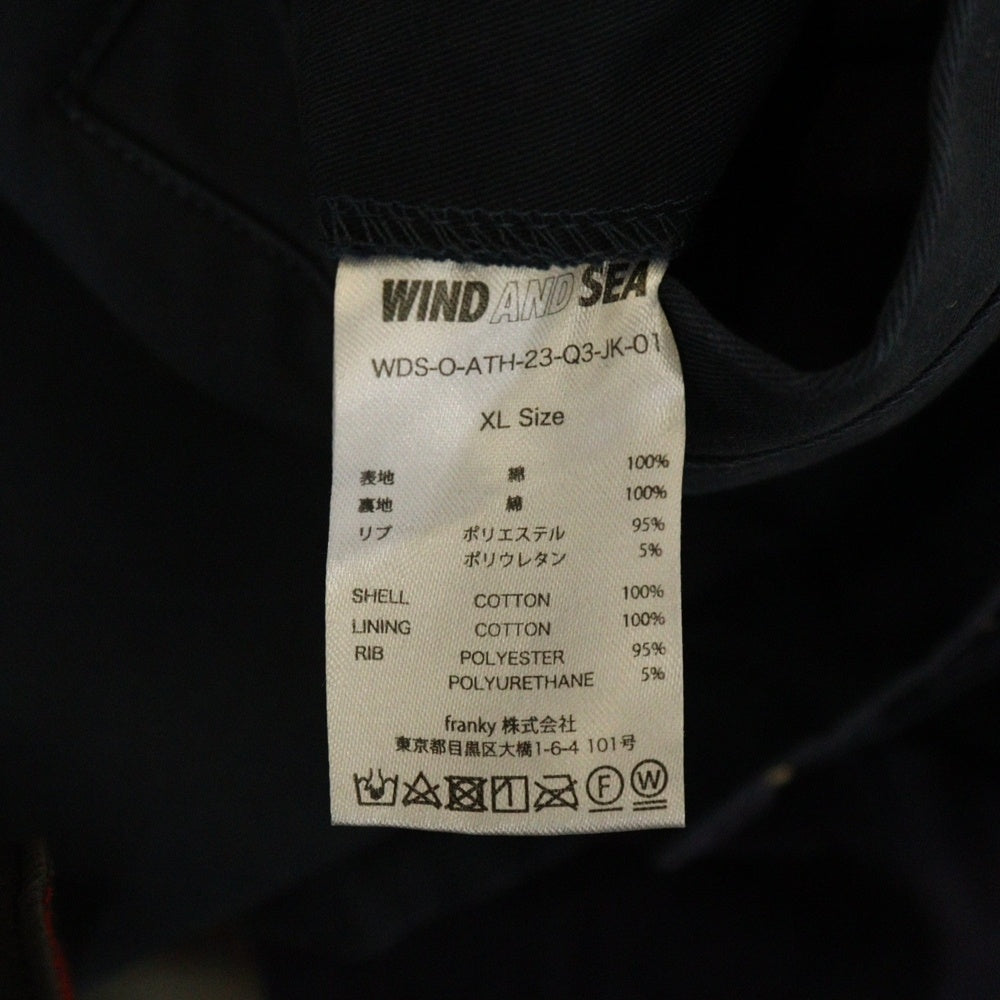 WIND AND SEA
WDS-O-ATH-23-Q3-JK-01
XL Size
表地 綿 100%
裏地 綿 100%
リブ ポリエステル 95%
ポリウレタン 5%
SHELL COTTON 100%
LINING COTTON 100%
RIB POLYESTER 95%
POLYURETHANE 5%
franky 株式会社
東京都目黒区大橋1-6-4 101号
F W